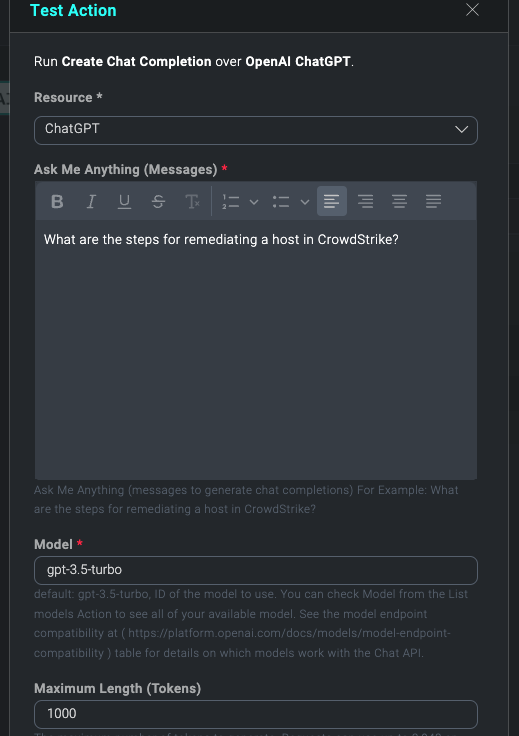 Test Action
Run Create Chat Completion over OpenAI ChatGPT.
Resource *
ChatGPT
Ask Me Anything (Messages) *
What are the steps for remediating a host in CrowdStrike?
Ask Me Anything (messages to generate chat completions) For Example: What
are the steps for remediating a host in CrowdStrike?
Model *
gpt-3.5-turbo
default: gpt-3.5-turbo, ID of the model to use. You can check Model from the List
models Action to see all of your available model. See the model endpoint
compatibility at ( https://platform.openai.com/docs/models/model-endpoint-
compatibility ) table for details on which models work with the Chat API.
Maximum Length (Tokens)
1000